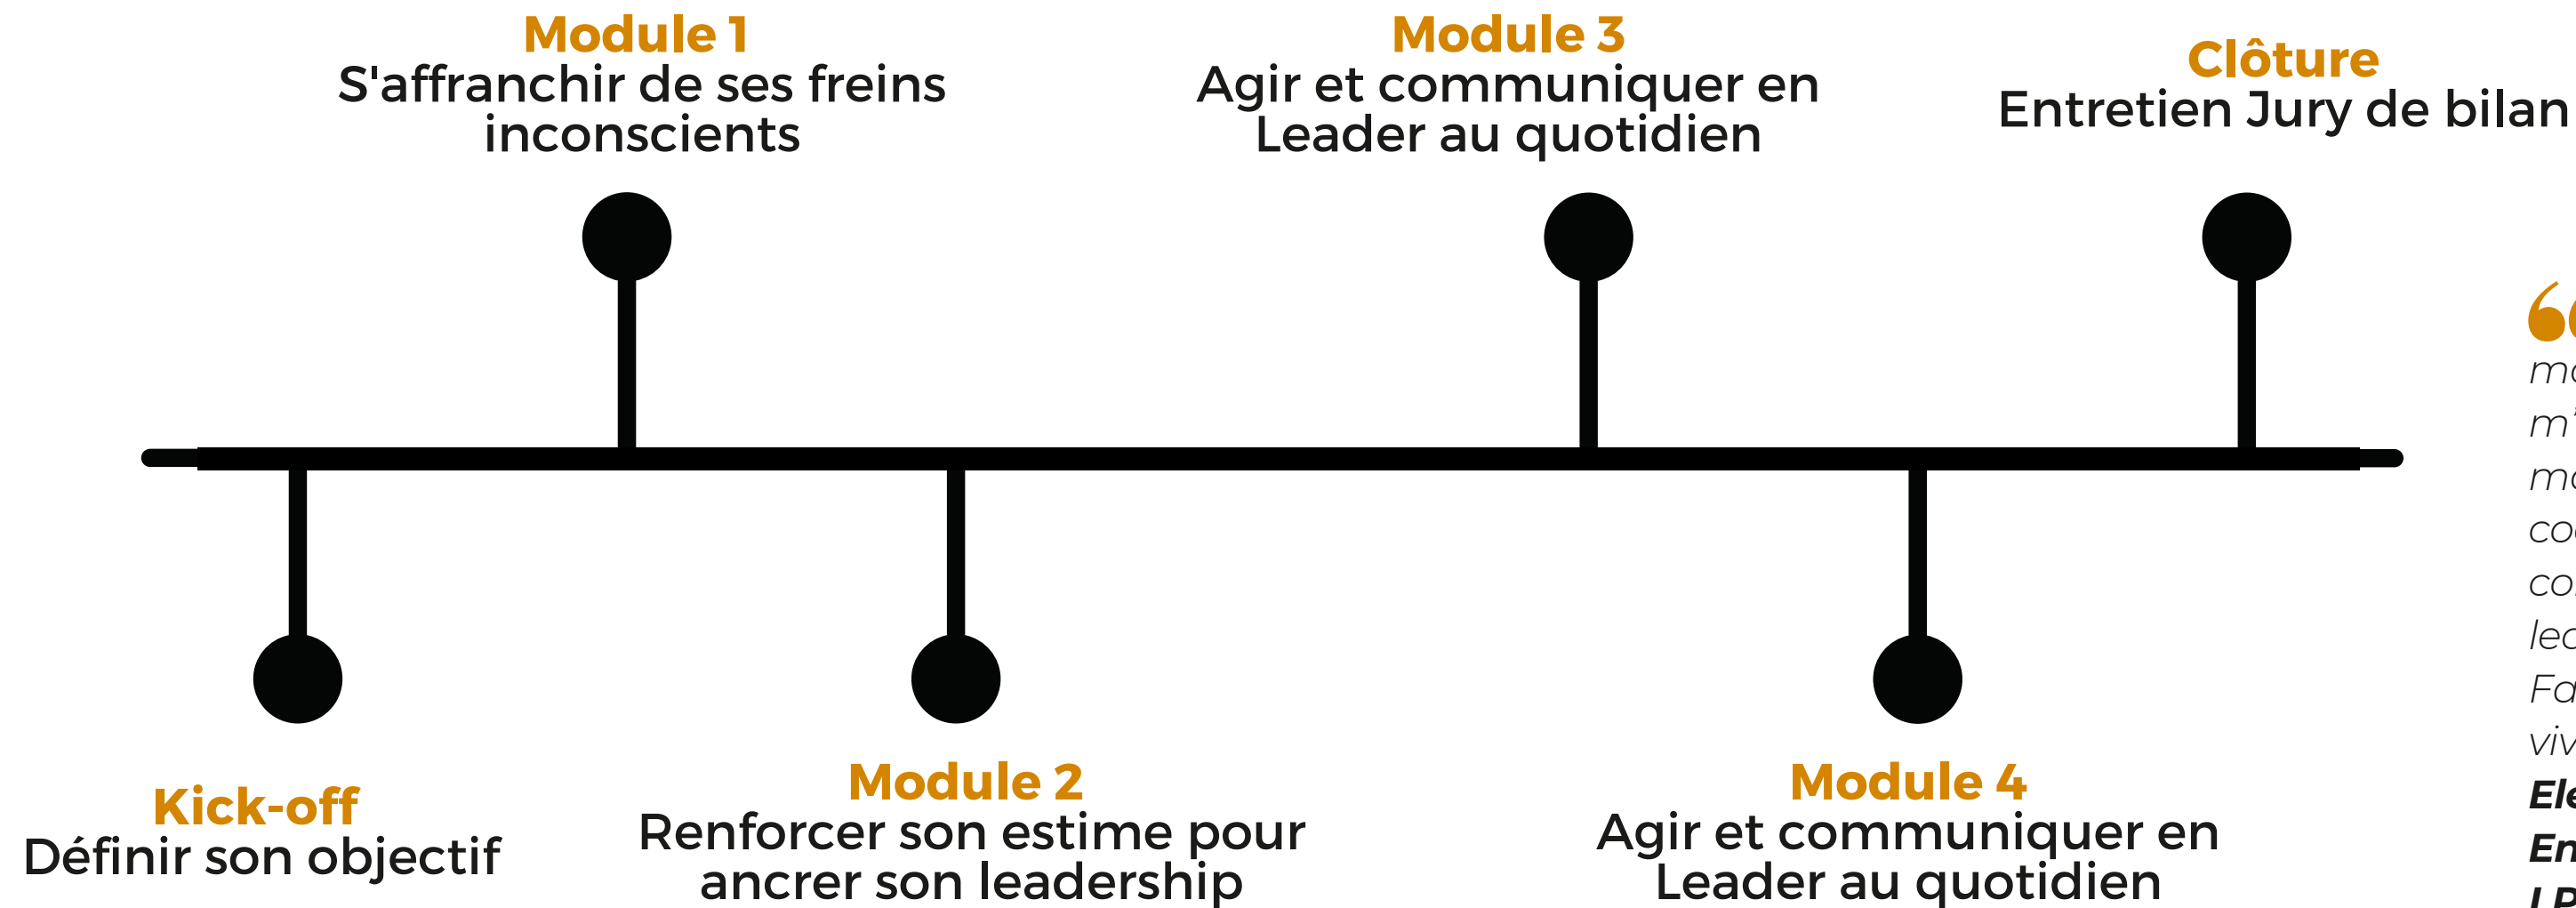 Module 1
S'affranchir de ses freins
inconscients
Module 3
Agir et communiquer en
Leader au quotidien
Clôture
Entretien Jury de bilan
Kick-off
Définir son objectif
Module 2
Renforcer son estime pour
ancrer son leadership
Module 4
Agir et communiquer en
Leader au quotidien